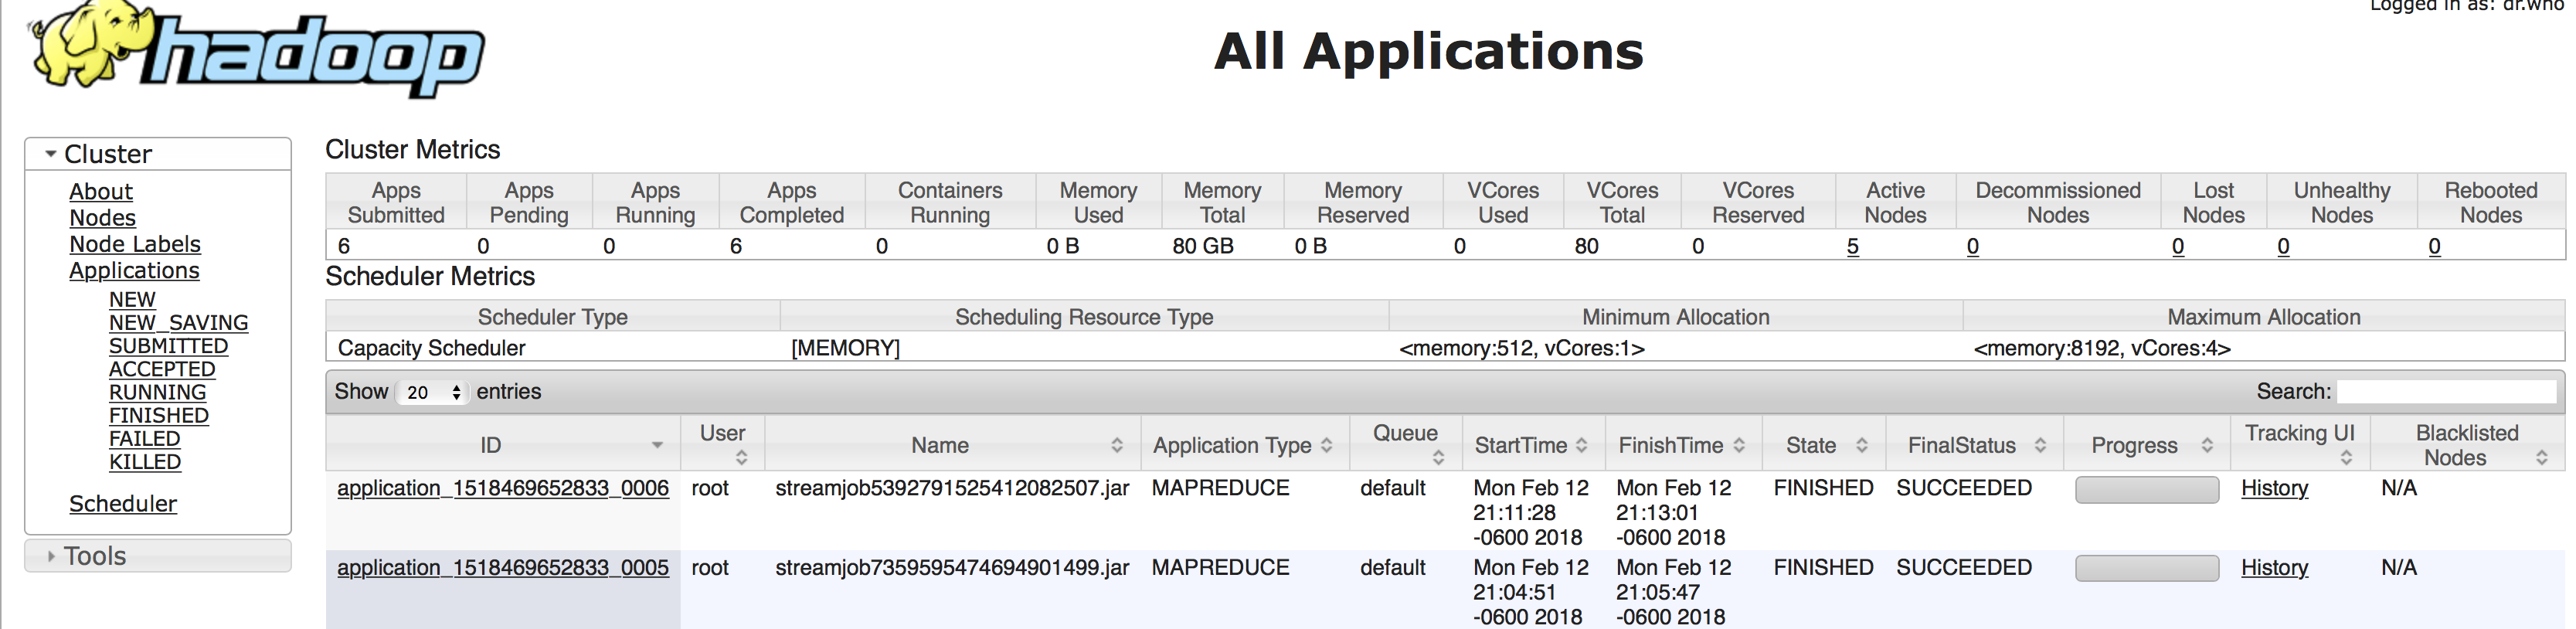 Logged in as: dr.who
hadoop
All Applications
Cluster
About
Nodes
Node Labels
Applications
NEW
NEW_SAVING
SUBMITTED
ACCEPTED
RUNNING
FINISHED
FAILED
KILLED
Scheduler
Tools
Cluster Metrics
Apps Submitted Apps Pending Apps Running Apps Completed Containers Running Memory Used Memory Total Memory Reserved VCores Used VCores Total VCores Reserved Active Nodes Decommissioned Nodes Lost Nodes Unhealthy Nodes Rebooted Nodes
6 0 0 6 0 0 B 80 GB 0 B 0 80 0 5 0 0 0 0
Scheduler Metrics
Scheduler Type Scheduling Resource Type Minimum Allocation Maximum Allocation
Capacity Scheduler [MEMORY] <memory:512, vCores:1> <memory:8192, vCores:4>
Show 20 entries Search:
ID User Name Application Type Queue StartTime FinishTime State FinalStatus Progress Tracking UI Blacklisted Nodes
application_1518469652833_0006 root streamjob5392791525412082507.jar MAPREDUCE default Mon Feb 12 21:11:28 -0600 2018 Mon Feb 12 21:13:01 -0600 2018 FINISHED SUCCEEDED History N/A
application_1518469652833_0005 root streamjob7359595474694901499.jar MAPREDUCE default Mon Feb 12 21:04:51 -0600 2018 Mon Feb 12 21:05:47 -0600 2018 FINISHED SUCCEEDED History N/A